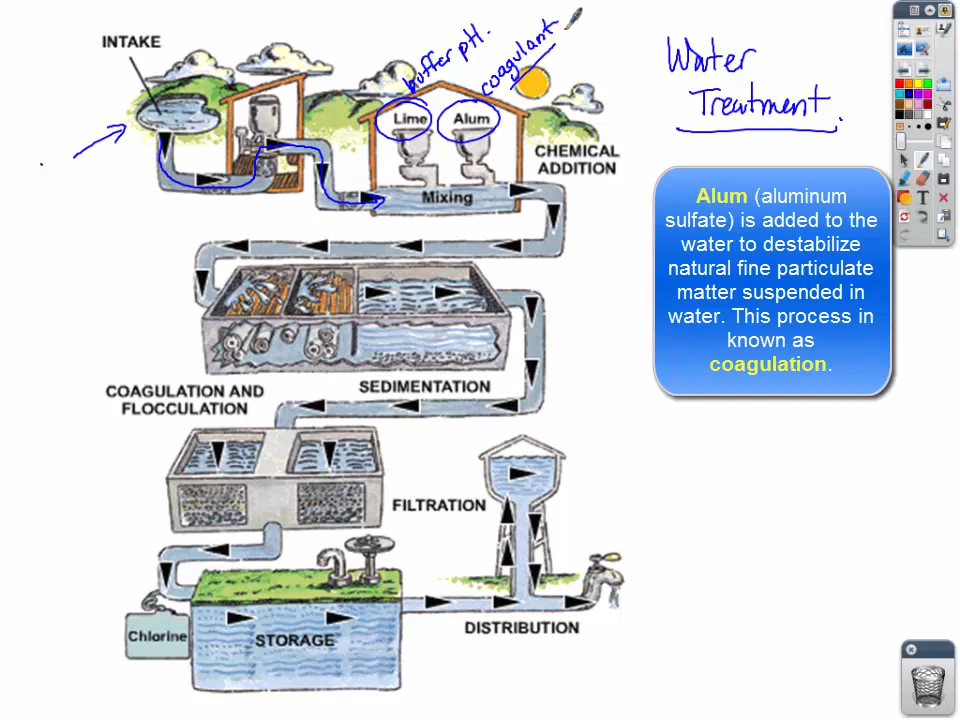 INTAKE
buffer pH.
coagulant
Water
Treatment.
Lime
Alum
CHEMICAL
ADDITION
Mixing
Alum (aluminum
sulfate) is added to the
water to destabilize
natural fine particulate
matter suspended in
water. This process in
known as
coagulation.
COAGULATION AND
FLOCCULATION
SEDIMENTATION
FILTRATION
Chlorine
STORAGE
DISTRIBUTION
T